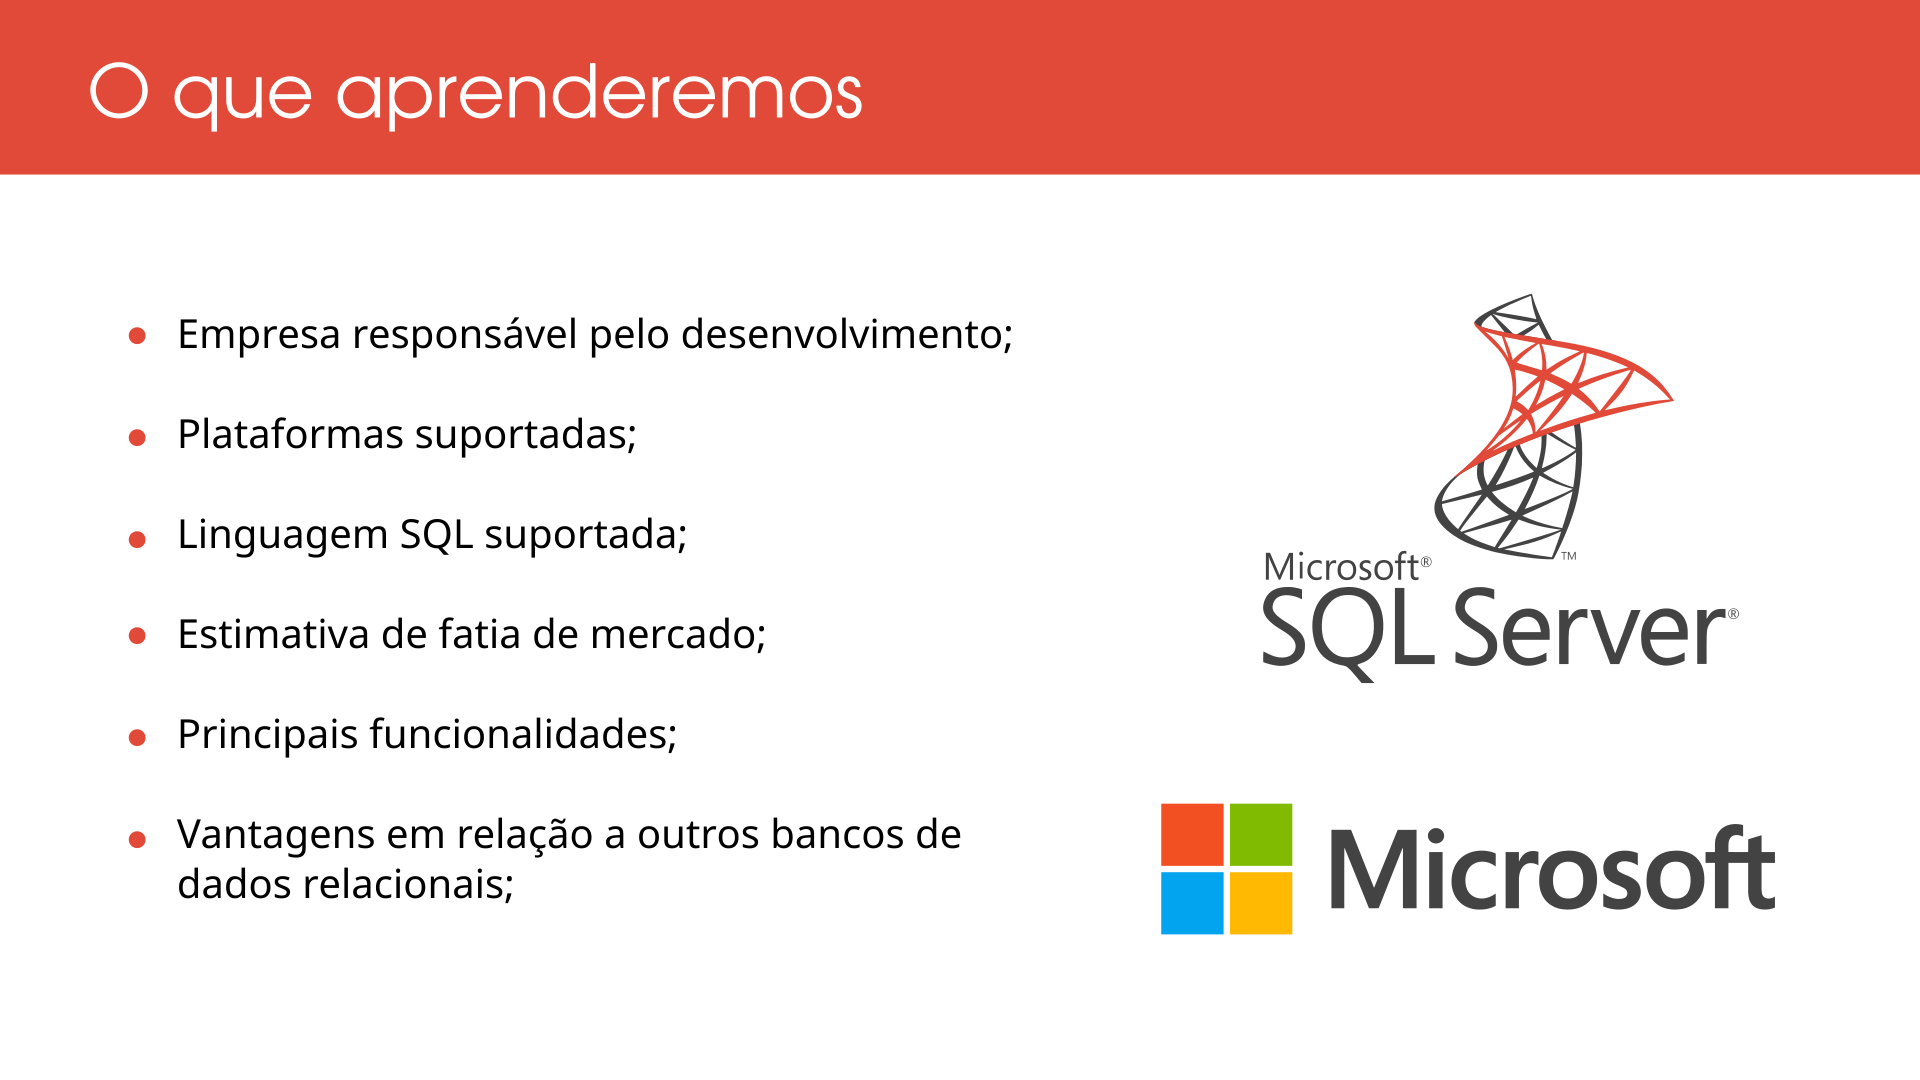 O que aprenderemos
Empresa responsável pelo desenvolvimento;
Plataformas suportadas;
Linguagem SQL suportada;
Estimativa de fatia de mercado;
Principais funcionalidades;
Vantagens em relação a outros bancos de
dados relacionais;
TM
Microsoft®
SQL Server®
Microsoft